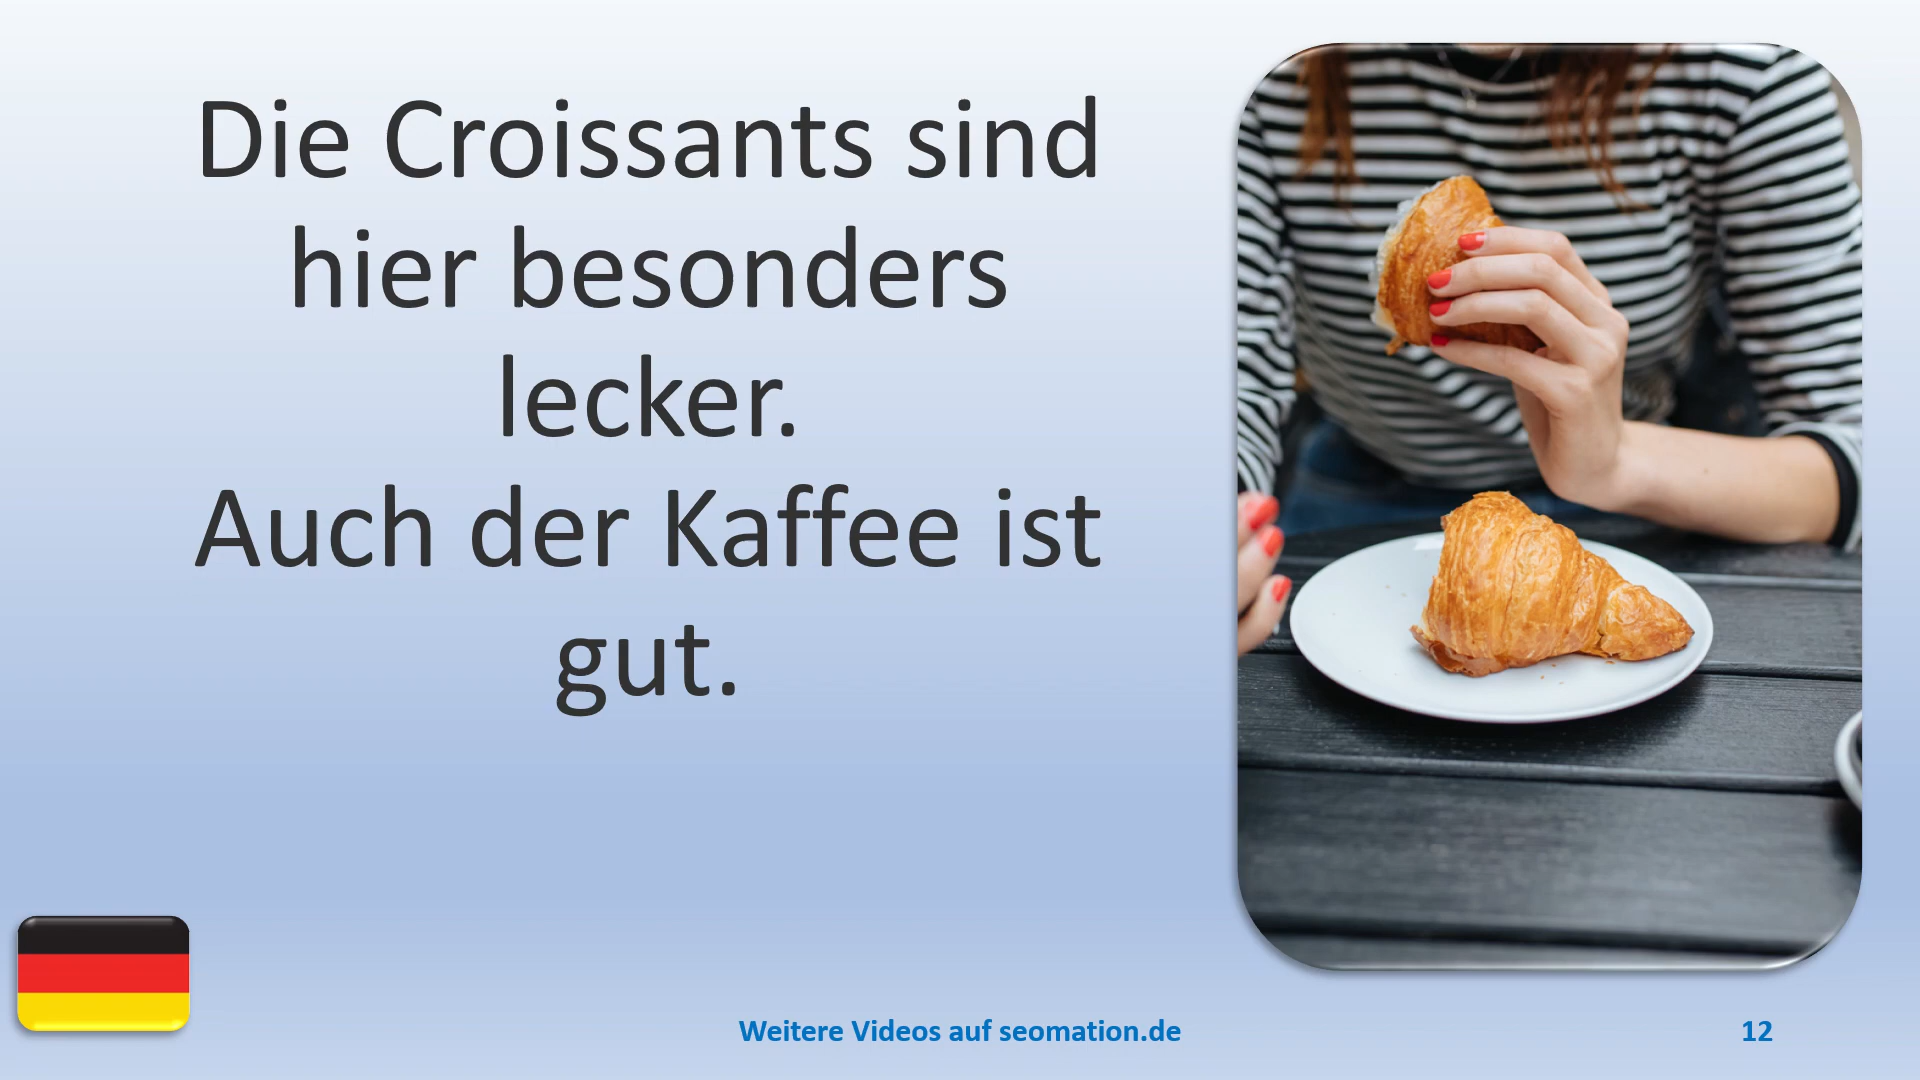 Die Croissants sind
hier besonders
lecker.
Auch der Kaffee ist
gut.
Weitere Videos auf seomation.de
12